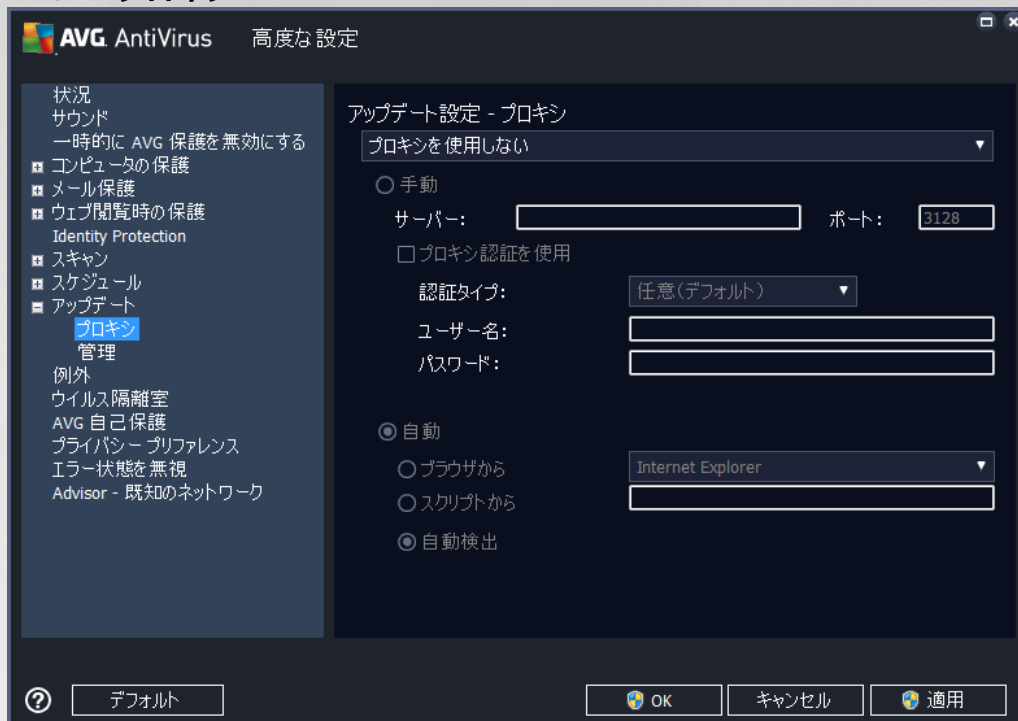 AVG. AntiVirus 高度な設定
状況
サウンド
一時的に AVG 保護を無効にする
コンピュータの保護
メール保護
ウェブ閲覧時の保護
Identity Protection
スキャン
スケジュール
アップデート
プロキシ
管理
例外
ウイルス隔離室
AVG 自己保護
プライバシー プリファレンス
エラー状態を無視
Advisor - 既知のネットワーク
アップデート設定 - プロキシ
プロキシを使用しない
手動
サーバー: ポート: 3128
プロキシ認証を使用
認証タイプ: 任意(デフォルト)
ユーザー名:
パスワード:
自動
ブラウザから Internet Explorer
スクリプトから
自動検出
デフォルト OK キャンセル 適用